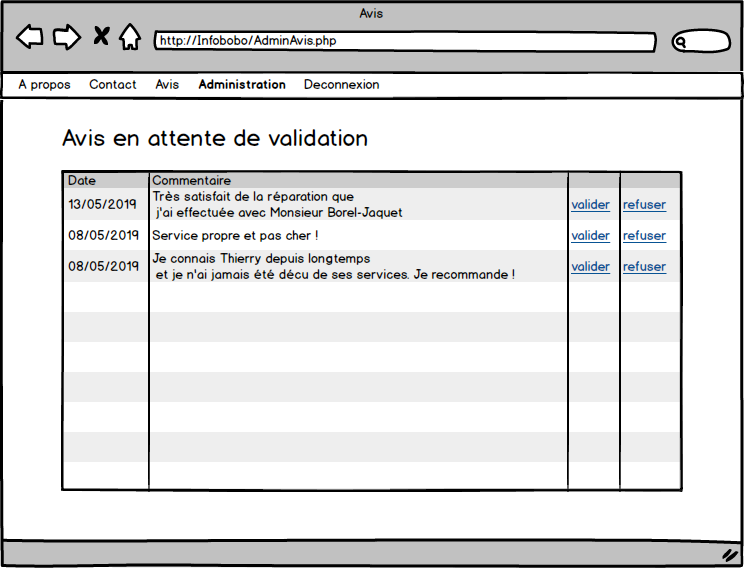 Avis
http://Infobobo/AdminAvis.php
A propos Contact Avis Administration Deconnexion
Avis en attente de validation
Date Commentaire
13/05/2019 Très satisfait de la réparation que
j'ai effectuée avec Monsieur Borel-Jaquet valider refuser
08/05/2019 Service propre et pas cher ! valider refuser
08/05/2019 Je connais Thierry depuis longtemps
et je n'ai jamais été décu de ses services. Je recommande ! valider refuser